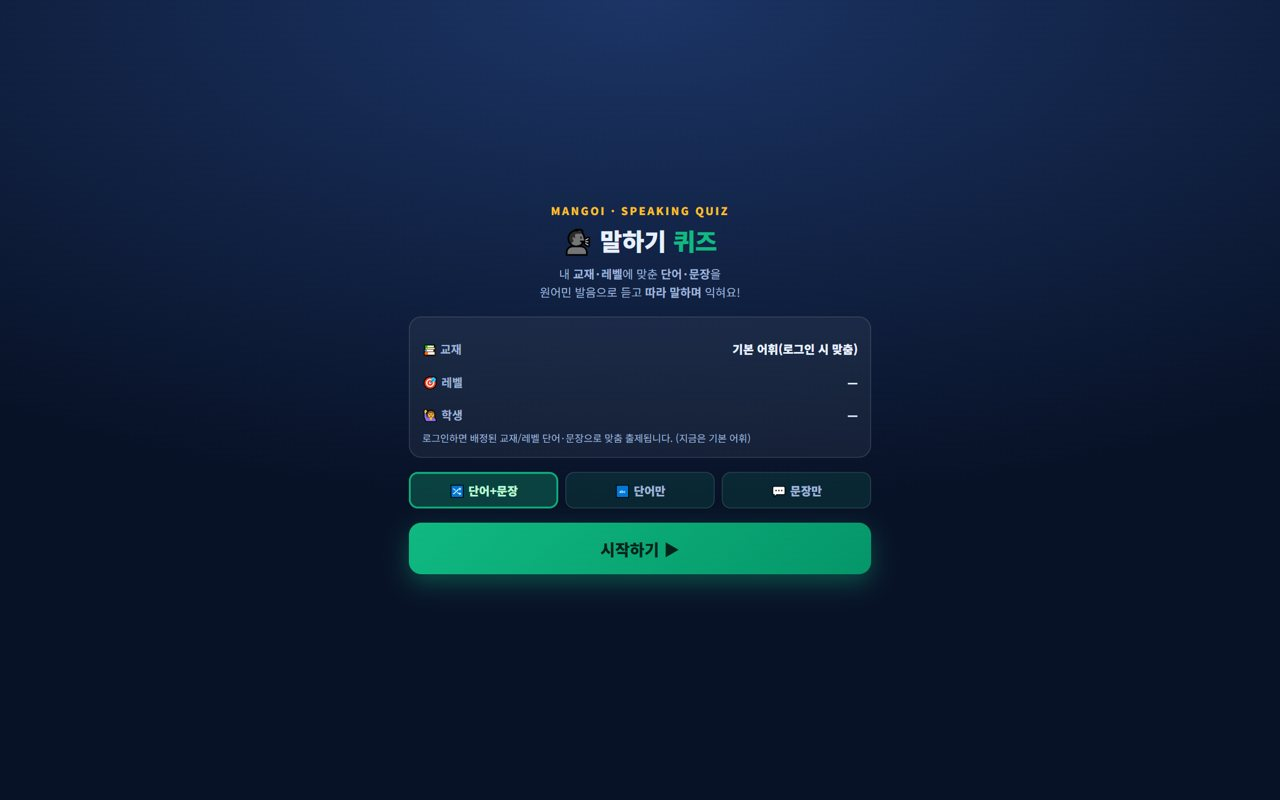 MANGOI · SPEAKING QUIZ
말하기 퀴즈
내 교재·레벨에 맞춘 단어·문장을
원어민 발음으로 듣고 따라 말하며 익혀요!
교재 기본 어휘(로그인 시 맞춤)
레벨 —
학생 —
로그인하면 배정된 교재/레벨 단어·문장으로 맞춤 출제됩니다. (지금은 기본 어휘)
단어+문장 단어만 문장만
시작하기 ▶